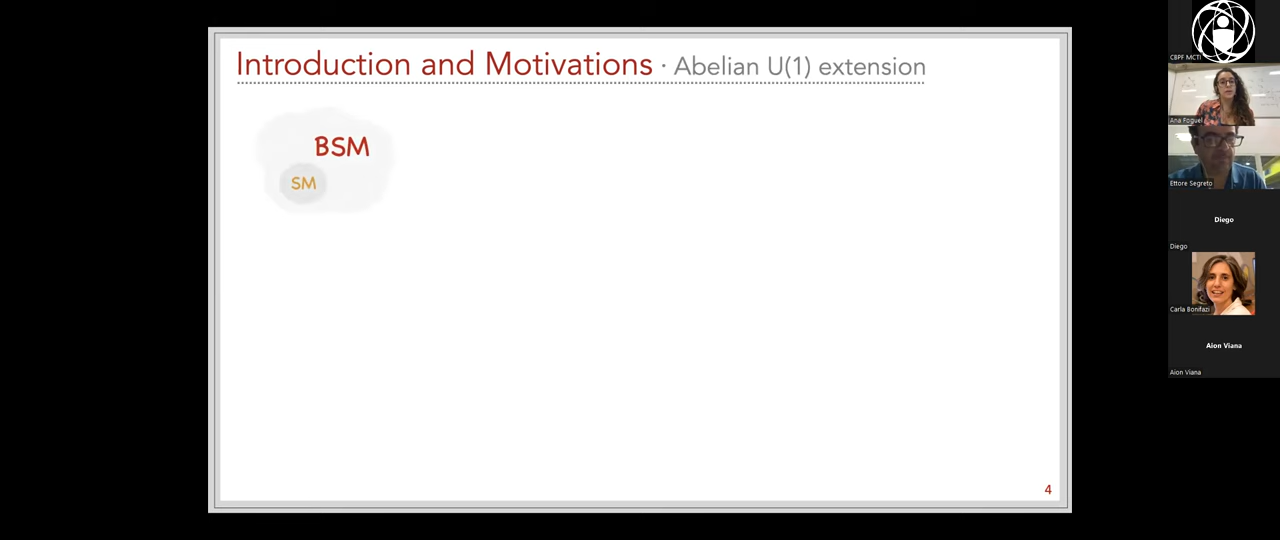 Introduction and Motivations · Abelian U(1) extension
BSM
SM
4
CBPF MCTI
Ana Foguel
Ettore Segreto
Diego
Diego
Carla Bonifazi
Aion Viana
Aion Viana